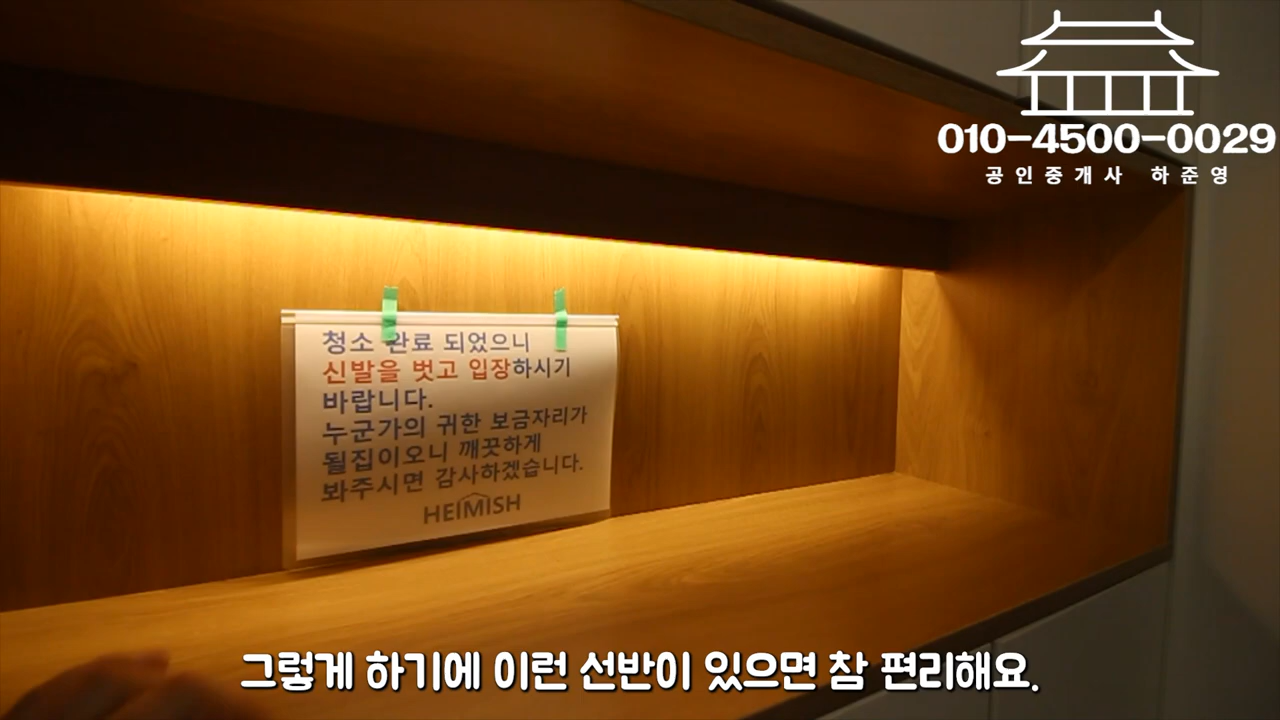 010-4500-0029
공인중개사 하준영
청소 완료 되었으니
신발을 벗고 입장하시기
바랍니다.
누군가의 귀한 보금자리가
될집이오니 깨끗하게
봐주시면 감사하겠습니다.
HEIMISH
그렇게 하기에 이런 선반이 있으면 참 편리해요.